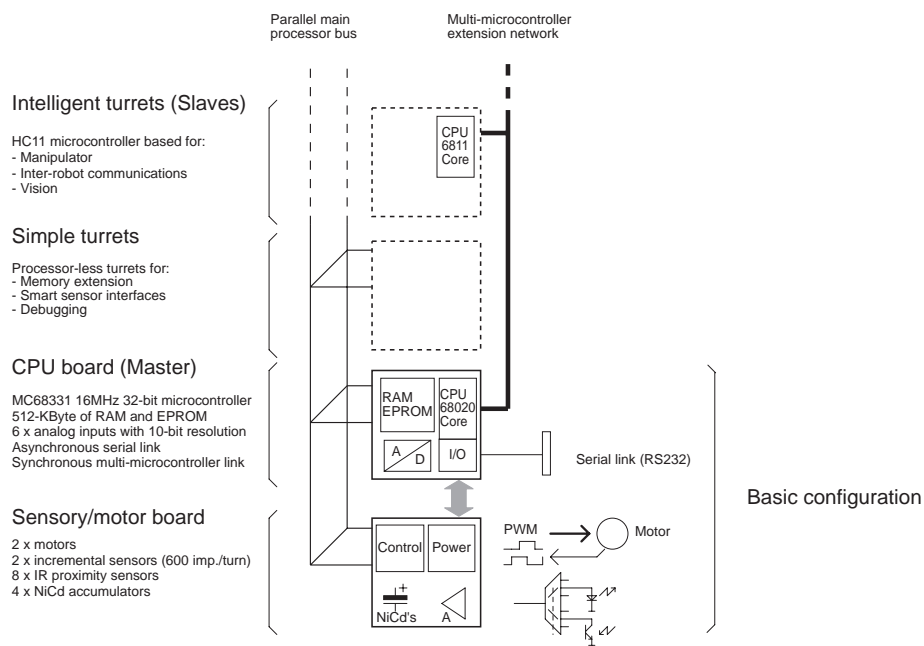 Parallel main
processor bus
Multi-microcontroller
extension network
Intelligent turrets (Slaves)
HC11 microcontroller based for:
- Manipulator
- Inter-robot communications
- Vision
CPU
6811
Core
Simple turrets
Processor-less turrets for:
- Memory extension
- Smart sensor interfaces
- Debugging
CPU board (Master)
MC68331 16MHz 32-bit microcontroller
512-KByte of RAM and EPROM
6 x analog inputs with 10-bit resolution
Asynchronous serial link
Synchronous multi-microcontroller link
RAM
EPROM
CPU
68020
Core
A
D
I/O
Serial link (RS232)
Basic configuration
Sensory/motor board
2 x motors
2 x incremental sensors (600 imp./turn)
8 x IR proximity sensors
4 x NiCd accumulators
Control
Power
+
NiCd's
A
PWM
Motor